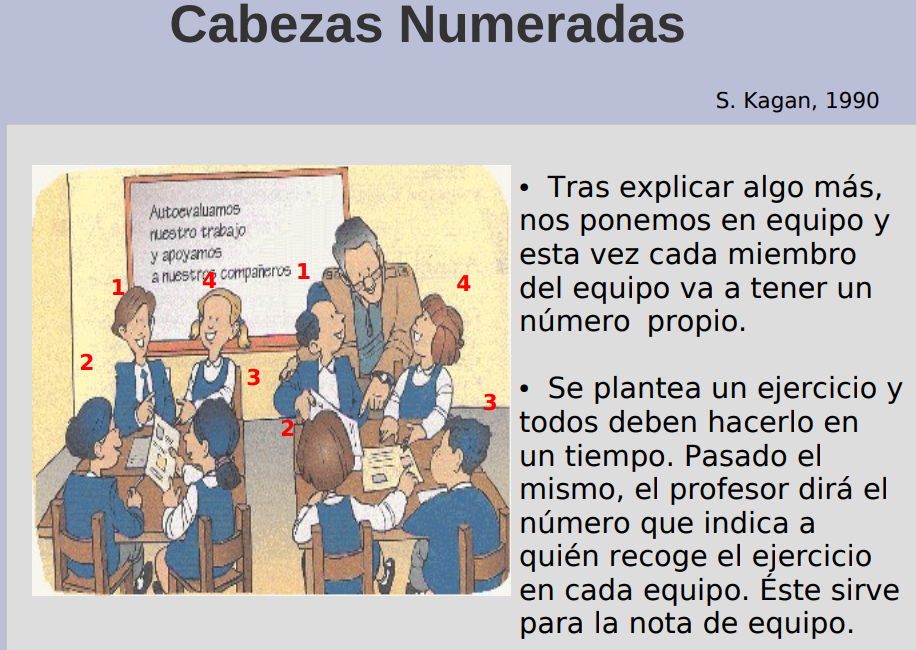 Cabezas Numeradas
S. Kagan, 1990
Autoevaluamos
nuestro trabajo
y apoyamos
a nuestros compañeros
1
4
1
4
2
3
3
2
• Tras explicar algo más,
nos ponemos en equipo y
esta vez cada miembro
del equipo va a tener un
número propio.
• Se plantea un ejercicio y
todos deben hacerlo en
un tiempo. Pasado el
mismo, el profesor dirá el
número que indica a
quién recoge el ejercicio
en cada equipo. Éste sirve
para la nota de equipo.